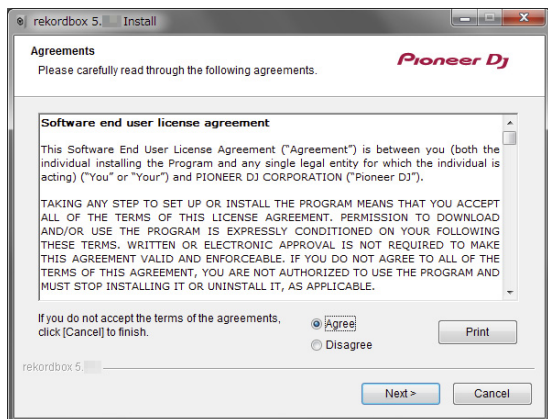 rekordbox 5. Install
Agreements
Please carefully read through the following agreements.
Pioneer Dj
Software end user license agreement
This Software End User License Agreement (“Agreement”) is between you (both the
individual installing the Program and any single legal entity for which the individual is
acting) (“You” or “Your”) and PIONEER DJ CORPORATION (“Pioneer DJ”).
TAKING ANY STEP TO SET UP OR INSTALL THE PROGRAM MEANS THAT YOU ACCEPT
ALL OF THE TERMS OF THIS LICENSE AGREEMENT. PERMISSION TO DOWNLOAD
AND/OR USE THE PROGRAM IS EXPRESSLY CONDITIONED ON YOUR FOLLOWING
THESE TERMS. WRITTEN OR ELECTRONIC APPROVAL IS NOT REQUIRED TO MAKE
THIS AGREEMENT VALID AND ENFORCEABLE. IF YOU DO NOT AGREE TO ALL OF THE
TERMS OF THIS AGREEMENT, YOU ARE NOT AUTHORIZED TO USE THE PROGRAM AND
MUST STOP INSTALLING IT OR UNINSTALL IT, AS APPLICABLE.
If you do not accept the terms of the agreements,
click [Cancel] to finish.
Agree
Disagree
Print
rekordbox 5.
Next >
Cancel